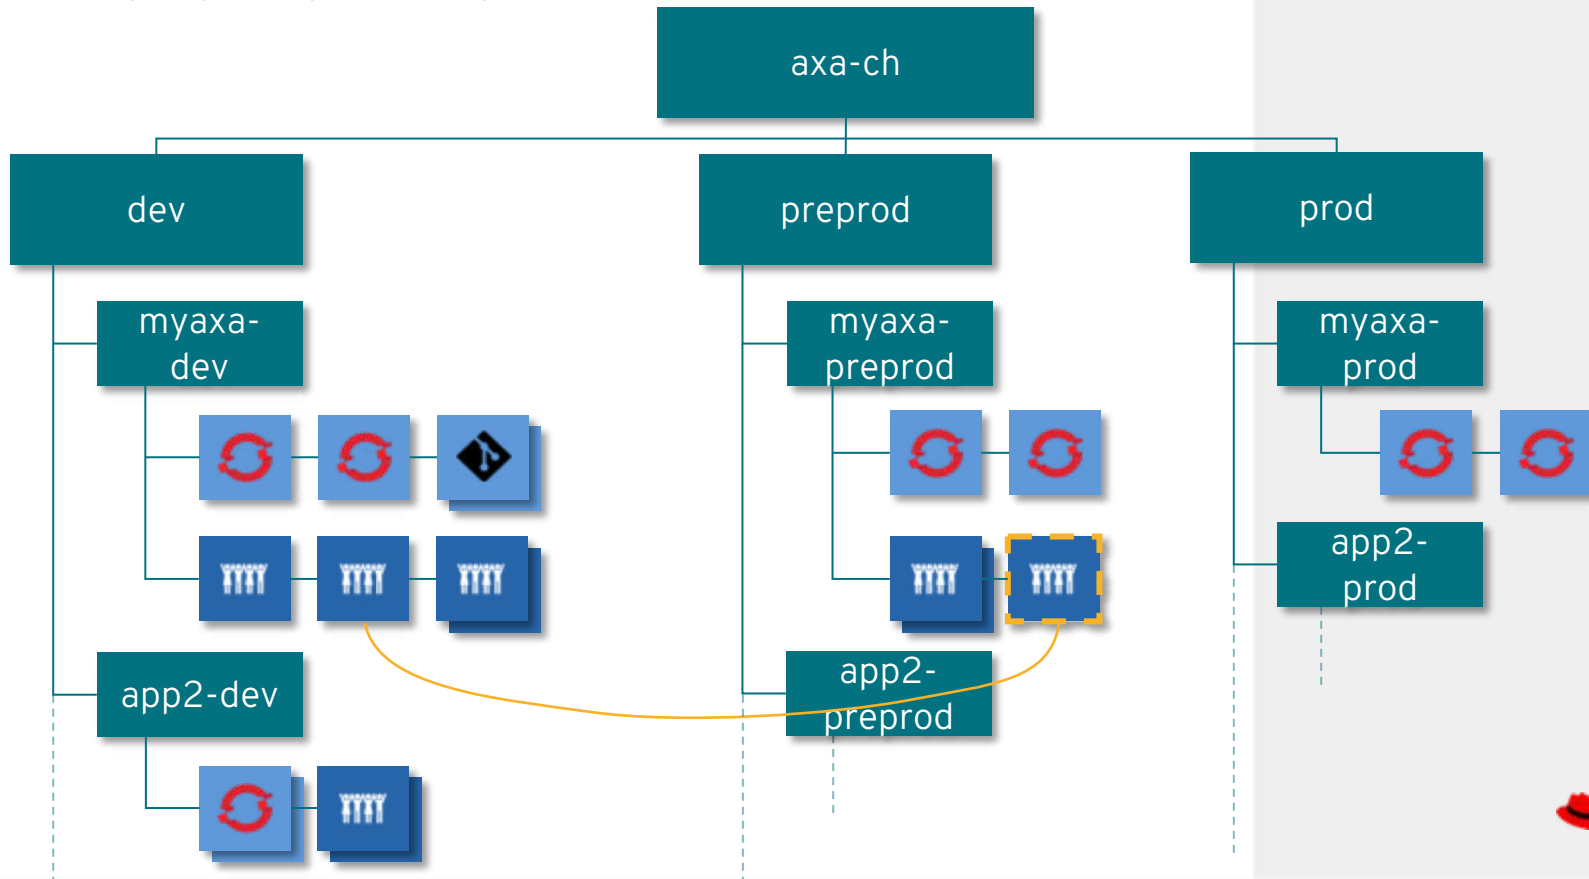 axa-ch
dev
preprod
prod
myaxa-
dev
myaxa-
preprod
myaxa-
prod
app2-
prod
app2-dev
app2-
preprod